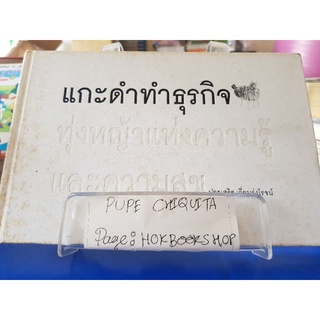 แกะดำทำธุรกิจ
ทุ่งหญ้าแห่งความรู้
และความสุข
PUPE CHIQUITA
Page: HOKBOOKSHOP